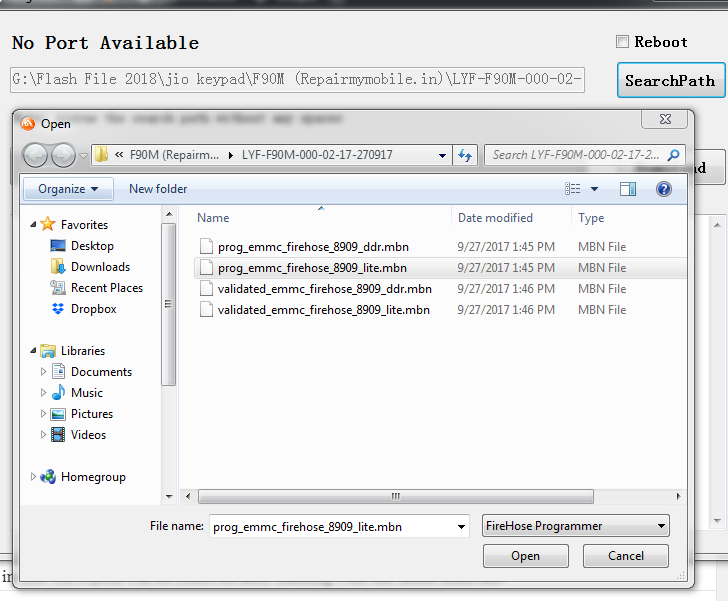 No Port Available
Reboot
G:\Flash File 2018\jio keypad\F90M (Repairmymobile.in)\LYF-F90M-000-02-
SearchPath
Open
« F90M (Repairm... ▸ LYF-F90M-000-02-17-270917
Search LYF-F90M-000-02-17-2...
Organize
New folder
Name
Date modified
Type
Favorites
Desktop
Downloads
Recent Places
Dropbox
Libraries
Documents
Music
Pictures
Videos
Homegroup
prog_emmc_firehose_8909_ddr.mbn 9/27/2017 1:45 PM MBN File
prog_emmc_firehose_8909_lite.mbn 9/27/2017 1:45 PM MBN File
validated_emmc_firehose_8909_ddr.mbn 9/27/2017 1:46 PM MBN File
validated_emmc_firehose_8909_lite.mbn 9/27/2017 1:46 PM MBN File
File name: prog_emmc_firehose_8909_lite.mbn
FireHose Programmer
Open
Cancel